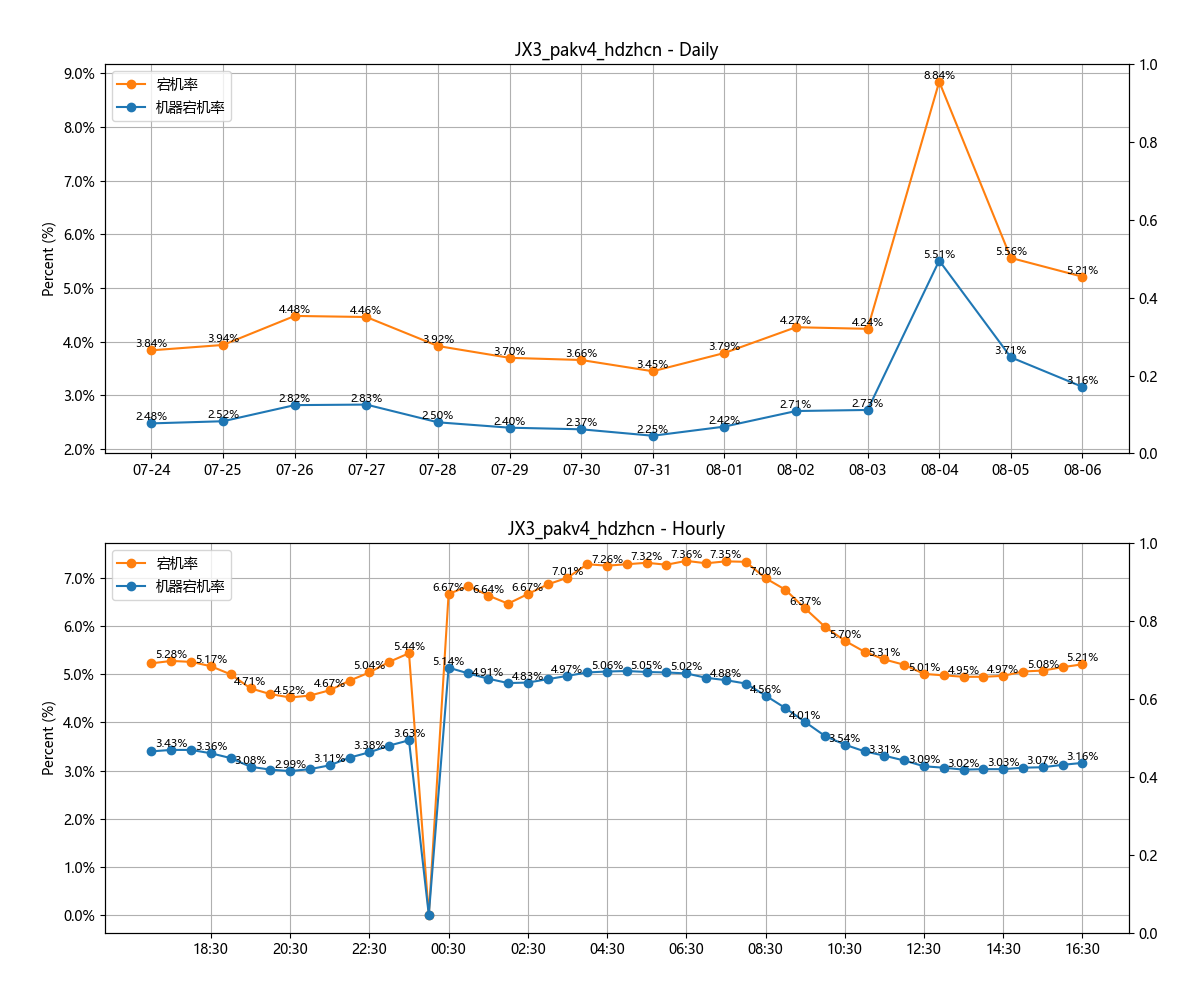 JX3_pakv4_hdzhcn - Daily
宕机率
机器宕机率
Percent (%)
9.0%
8.0%
7.0%
6.0%
5.0%
4.0%
3.0%
2.0%
1.0
0.8
0.6
0.4
0.2
0.0
3.84% 3.94% 4.48% 4.46% 3.92% 3.70% 3.66% 3.45% 3.79% 4.27% 4.24% 8.84% 5.56% 5.21%
2.48% 2.52% 2.82% 2.83% 2.50% 2.40% 2.37% 2.25% 2.42% 2.71% 2.73% 5.51% 3.71% 3.16%
07-24 07-25 07-26 07-27 07-28 07-29 07-30 07-31 08-01 08-02 08-03 08-04 08-05 08-06
JX3_pakv4_hdzhcn - Hourly
宕机率
机器宕机率
Percent (%)
7.0%
6.0%
5.0%
4.0%
3.0%
2.0%
1.0%
0.0%
1.0
0.8
0.6
0.4
0.2
0.0
5.28% 5.17% 4.71% 4.52% 4.67% 5.04% 5.44% 6.67% 6.64% 6.67% 7.01% 7.26% 7.32% 7.36% 7.35% 7.00% 6.37% 5.70% 5.31% 5.01% 4.95% 4.97% 5.08% 5.21%
3.43% 3.36% 3.08% 2.99% 3.11% 3.38% 3.63% 5.14% 4.91% 4.83% 4.97% 5.06% 5.05% 5.02% 4.88% 4.56% 4.01% 3.54% 3.31% 3.09% 3.02% 3.03% 3.07% 3.16%
18:30 20:30 22:30 00:30 02:30 04:30 06:30 08:30 10:30 12:30 14:30 16:30